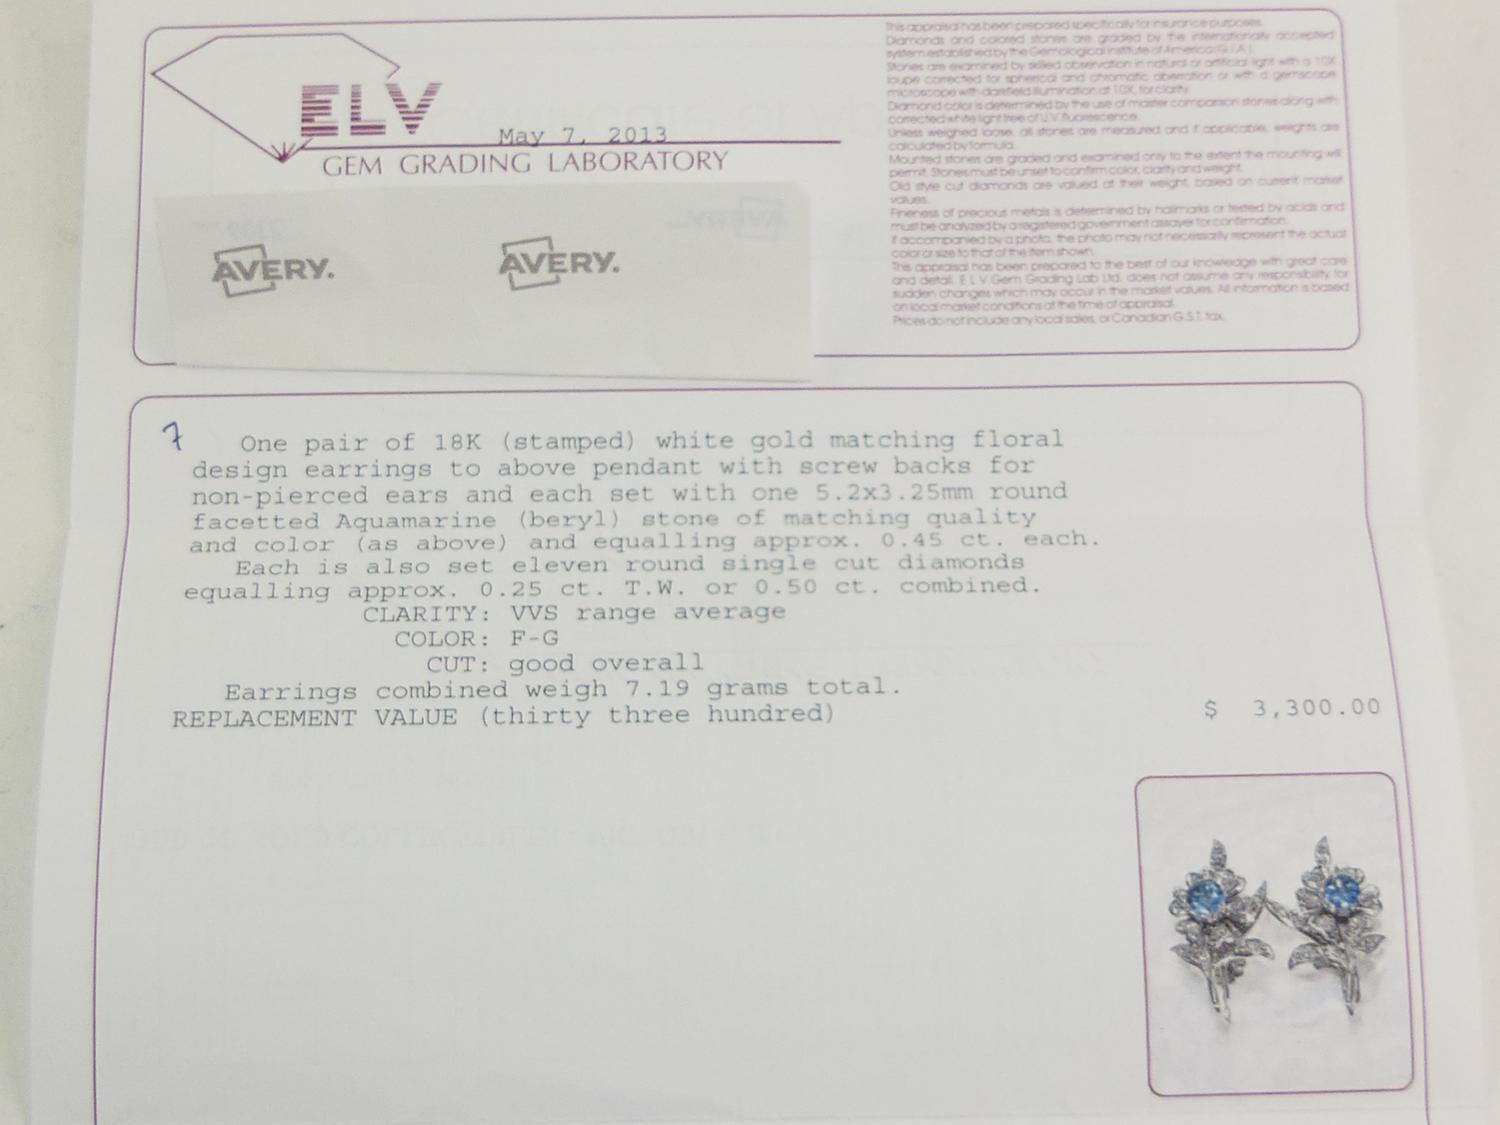 ELV
May 7, 2013
GEM GRADING LABORATORY
AVERY.
AVERY.
This appraisal has been prepared specifically for insurance purposes.
Diamonds and colored stones are graded by the internationally accepted
system established by the Gemological Institute of America (G.I.A.).
Stones are examined by skilled observation in natural or artificial light with a 10X
loupe corrected for spherical and chromatic aberration or with a gemscope
microscope with darkfield illumination at 10X, for clarity.
Diamond color is determined by the use of master comparison stones along with
corrected white light free of U.V. fluorescence.
Unless weighed loose, all stones are measured and if applicable, weights are
calculated by formula.
Mounted stones are graded and examined only to the extent the mounting will
permit. Stones must be unset to confirm color, clarity and weight.
Old style cut diamonds are valued at their weight, based on current market
values.
Fineness of precious metals is determined by hallmarks or tested by acids and
must be analyzed by a registered government assayer for confirmation.
If accompanied by a photo, the photo may not necessarily represent the actual
color or size to that of the item shown.
This appraisal has been prepared to the best of our knowledge with great care
and detail. E L V Gem Grading Lab Ltd. does not assume any responsibility for
sudden changes which may occur in the market values. All information is based
on local market conditions at the time of appraisal.
Prices do not include any local sales, or Canadian G.S.T. tax.
7 One pair of 18K (stamped) white gold matching floral
design earrings to above pendant with screw backs for
non-pierced ears and each set with one 5.2x3.25mm round
facetted Aquamarine (beryl) stone of matching quality
and color (as above) and equalling approx. 0.45 ct. each.
Each is also set eleven round single cut diamonds
equalling approx. 0.25 ct. T.W. or 0.50 ct. combined.
CLARITY: VVS range average
COLOR: F-G
CUT: good overall
Earrings combined weigh 7.19 grams total.
REPLACEMENT VALUE (thirty three hundred) $ 3,300.00